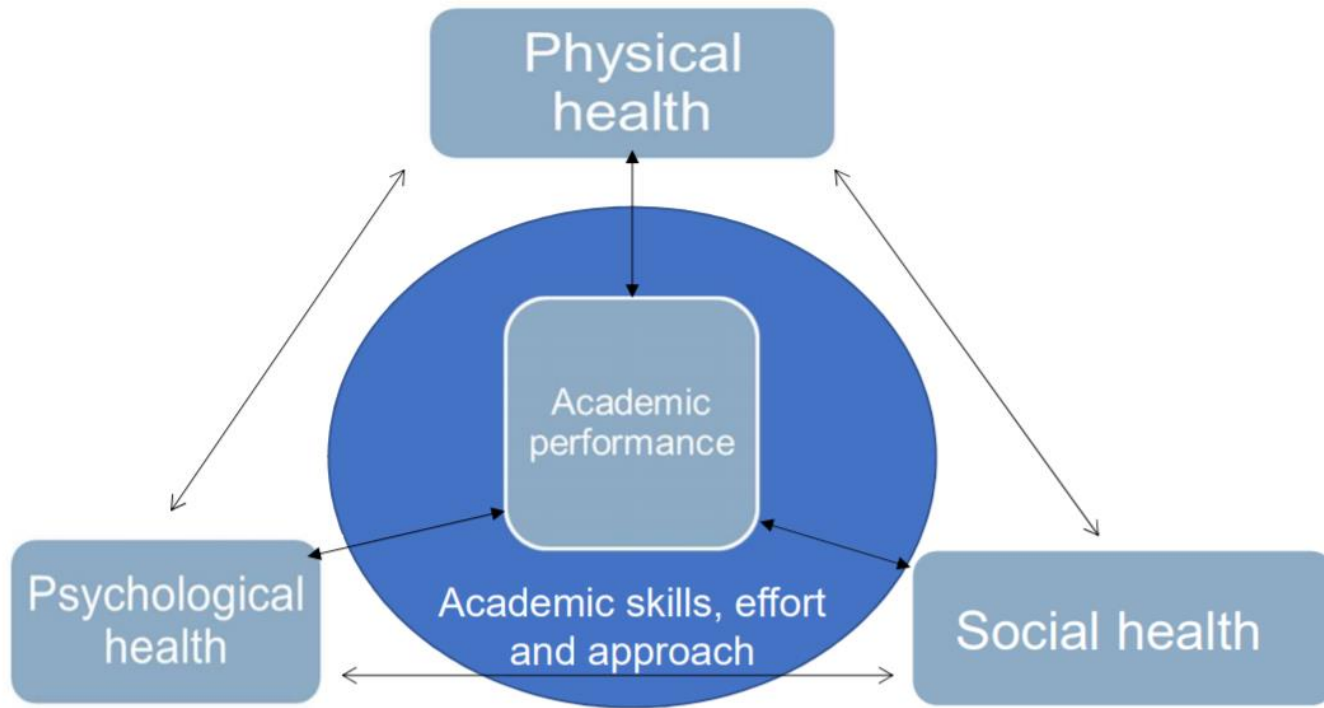 Physical
health
Academic
performance
Psychological
health
Academic skills, effort
and approach
Social health